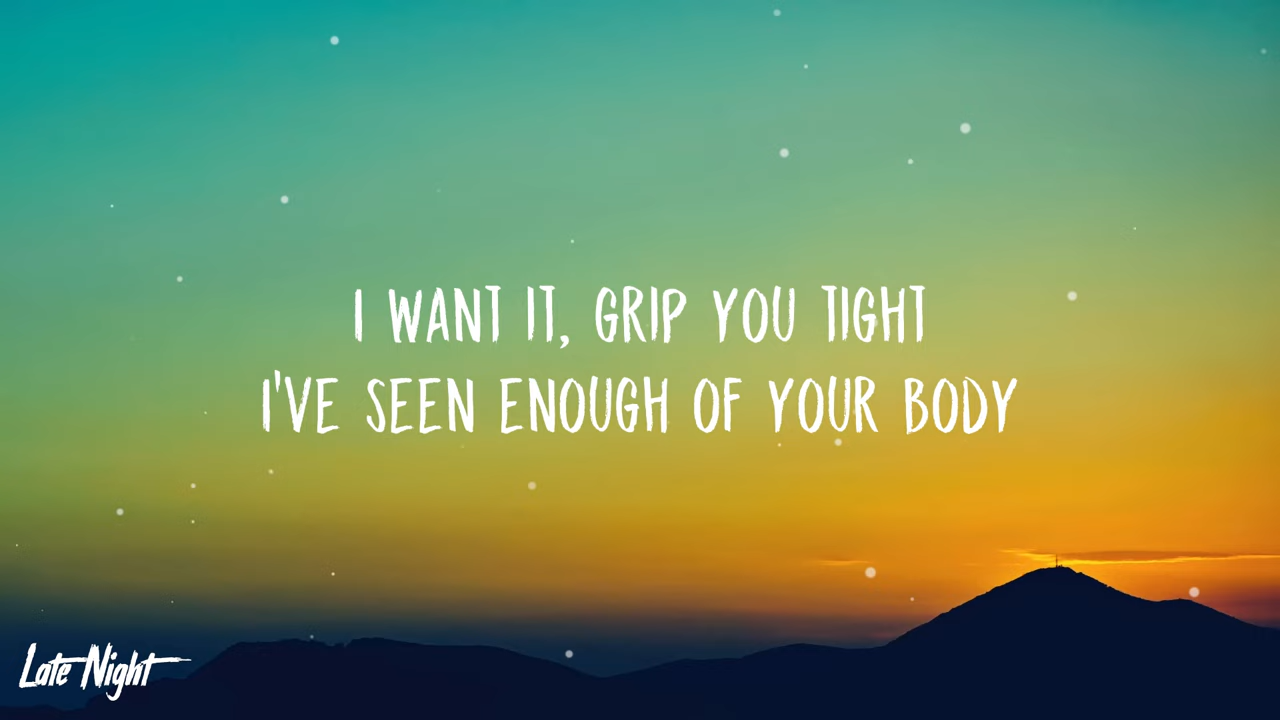 I WANT IT, GRIP YOU TIGHT
I'VE SEEN ENOUGH OF YOUR BODY
Late Night